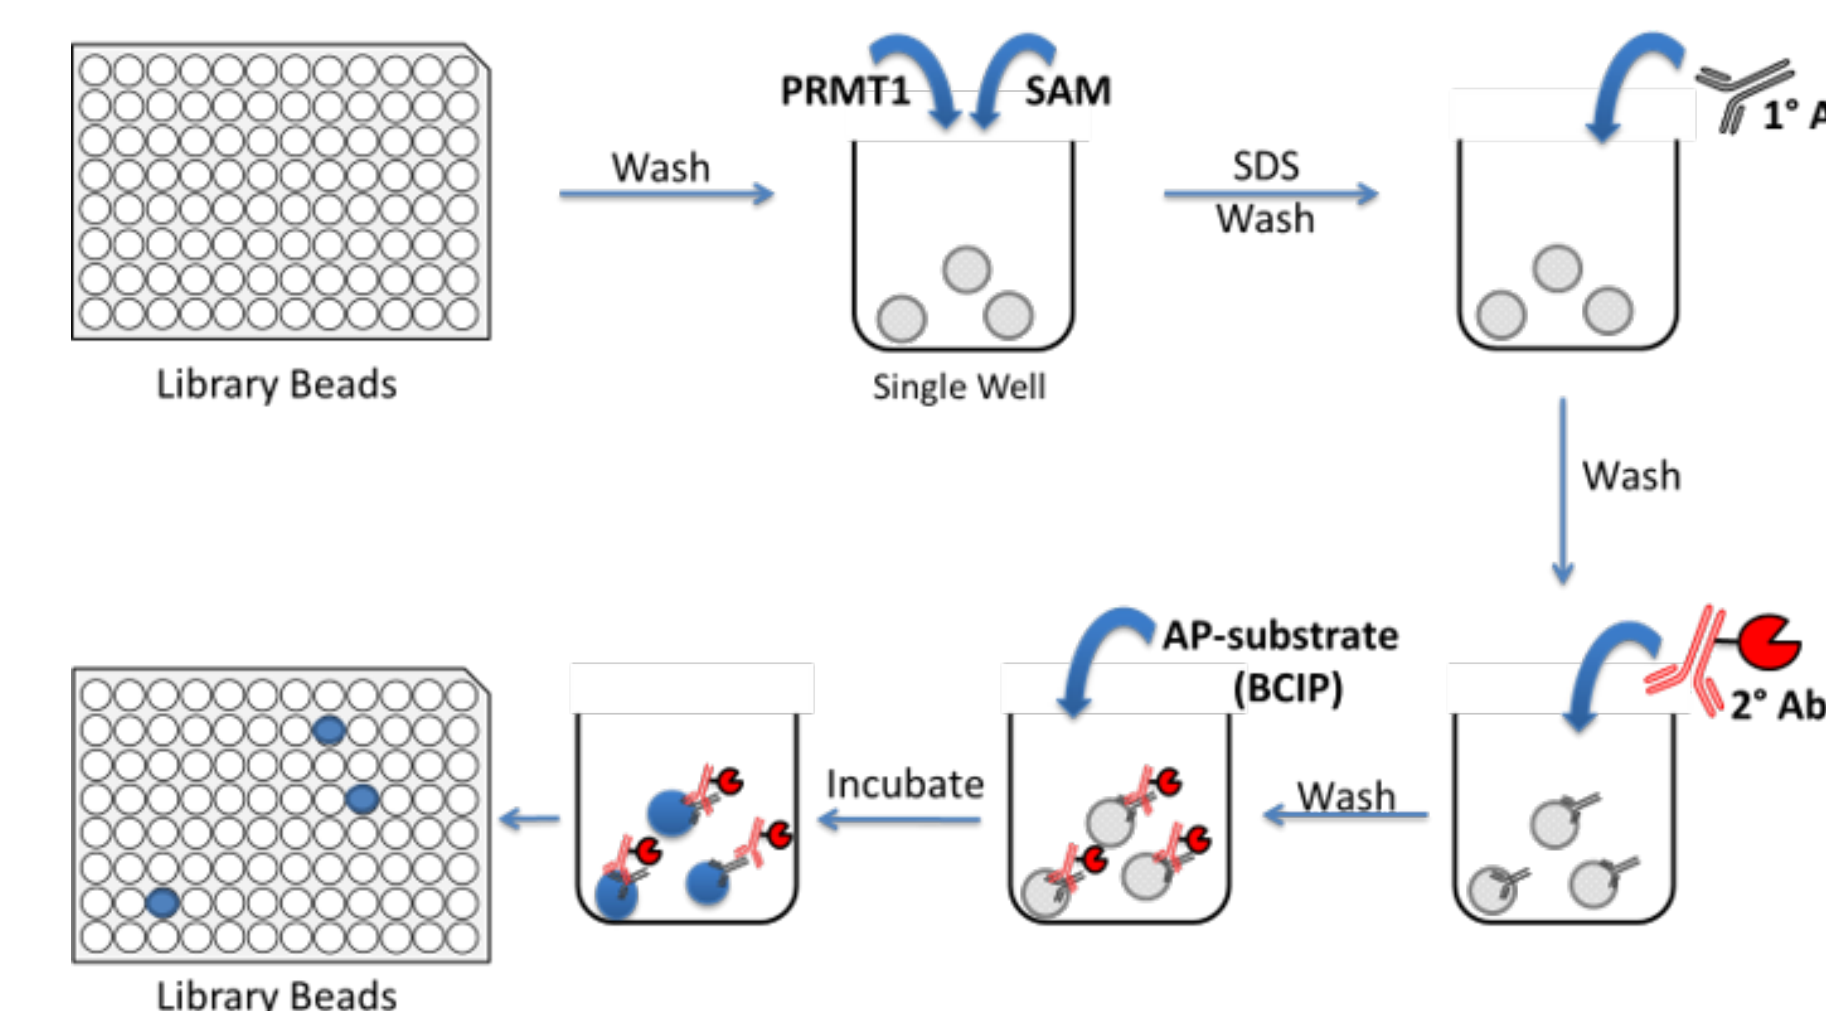 Library Beads
Wash
PRMT1
SAM
Single Well
SDS
Wash
1° A
Wash
2° Ab
Wash
AP-substrate
(BCIP)
Incubate
Library Beads